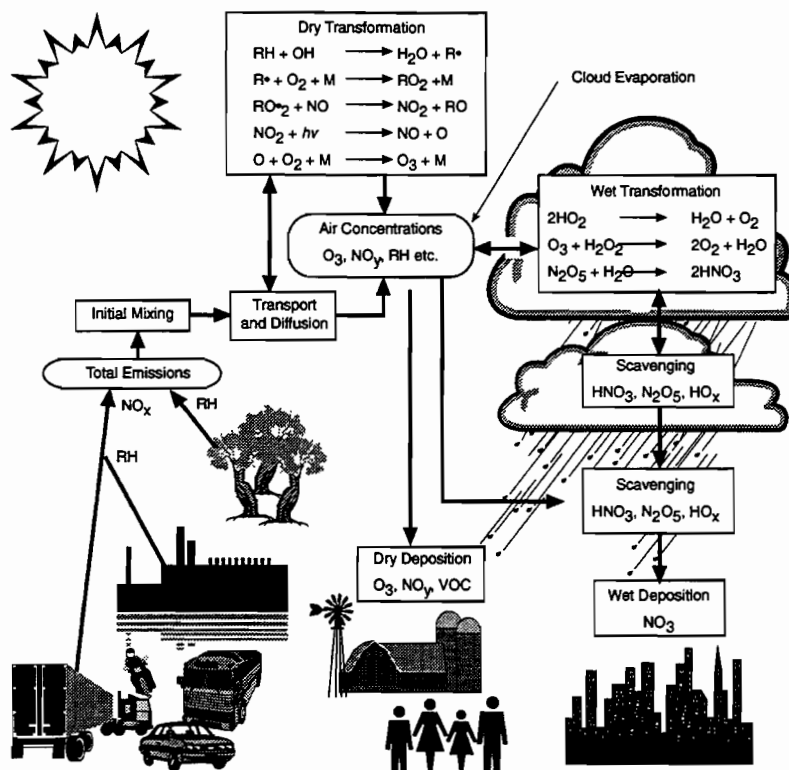 Dry Transformation
RH + OH ⟶ H₂O + R•
R• + O₂ + M ⟶ RO₂ + M
RO•₂ + NO ⟶ NO₂ + RO
NO₂ + hv ⟶ NO + O
O + O₂ + M ⟶ O₃ + M
Cloud Evaporation
Air Concentrations
O₃, NOy, RH etc.
Wet Transformation
2HO₂ ⟶ H₂O + O₂
O₃ + H₂O₂ ⟶ 2O₂ + H₂O
N₂O₅ + H₂O ⟶ 2HNO₃
Initial Mixing
Transport
and Diffusion
Total Emissions
NOx
RH
RH
Scavenging
HNO₃, N₂O₅, HOx
Scavenging
HNO₃, N₂O₅, HOx
Dry Deposition
O₃, NOy, VOC
Wet Deposition
NO₃